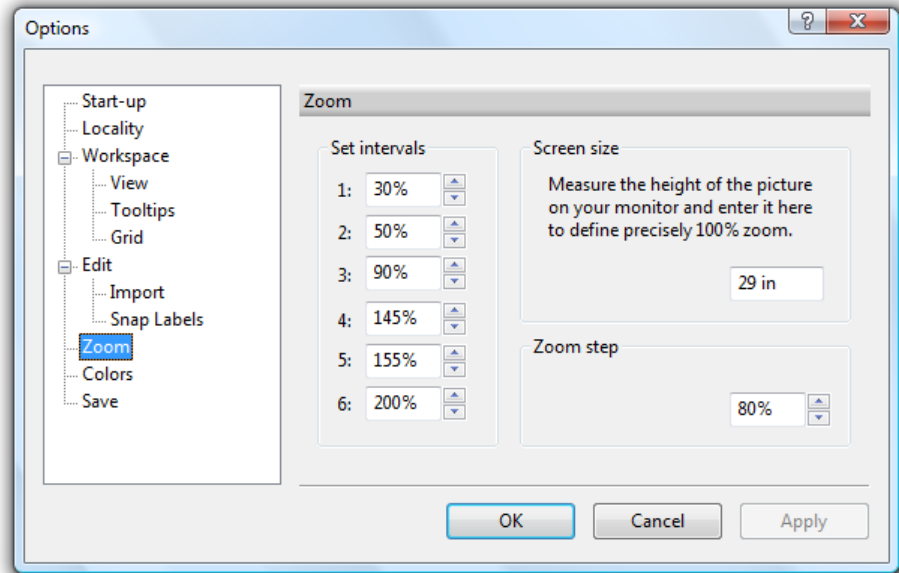 Options
Start-up
Locality
Workspace
View
Tooltips
Grid
Edit
Import
Snap Labels
Zoom
Colors
Save
Zoom
Set intervals
1: 30%
2: 50%
3: 90%
4: 145%
5: 155%
6: 200%
Screen size
Measure the height of the picture
on your monitor and enter it here
to define precisely 100% zoom.
29 in
Zoom step
80%
OK Cancel Apply